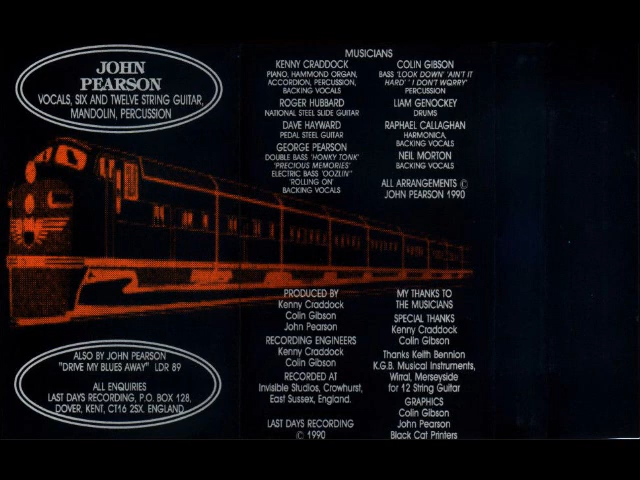 JOHN
PEARSON
VOCALS, SIX AND TWELVE STRING GUITAR,
MANDOLIN, PERCUSSION
MUSICIANS
KENNY CRADDOCK
PIANO, HAMMOND ORGAN,
ACCORDION, PERCUSSION,
BACKING VOCALS
ROGER HUBBARD
NATIONAL STEEL SLIDE GUITAR
DAVE HAYWARD
PEDAL STEEL GUITAR
GEORGE PEARSON
DOUBLE BASS 'HONKY TONK'
'PRECIOUS MEMORIES'
ELECTRIC BASS 'OOZLIN''
'ROLLING ON'
BACKING VOCALS
COLIN GIBSON
BASS 'LOOK DOWN' 'AIN'T IT
HARD' ' I DON'T WORRY'
PERCUSSION
LIAM GENOCKEY
DRUMS
RAPHAEL CALLAGHAN
HARMONICA,
BACKING VOCALS
NEIL MORTON
BACKING VOCALS
ALL ARRANGEMENTS ©
JOHN PEARSON 1990
ALSO BY JOHN PEARSON
"DRIVE MY BLUES AWAY" LDR 89
ALL ENQUIRIES
LAST DAYS RECORDING, P.O. BOX 128,
DOVER, KENT, CT16 2SX. ENGLAND
PRODUCED BY
Kenny Craddock
Colin Gibson
John Pearson
RECORDING ENGINEERS
Kenny Craddock
Colin Gibson
RECORDED AT
Invisible Studios, Crowhurst,
East Sussex, England.
LAST DAYS RECORDING
© 1990
MY THANKS TO
THE MUSICIANS
SPECIAL THANKS
Kenny Craddock
Colin Gibson
Thanks Keith Bennion
K.G.B. Musical Instruments,
Wirral, Merseyside
for 12 String Guitar
GRAPHICS
Colin Gibson
John Pearson
Black Cat Printers